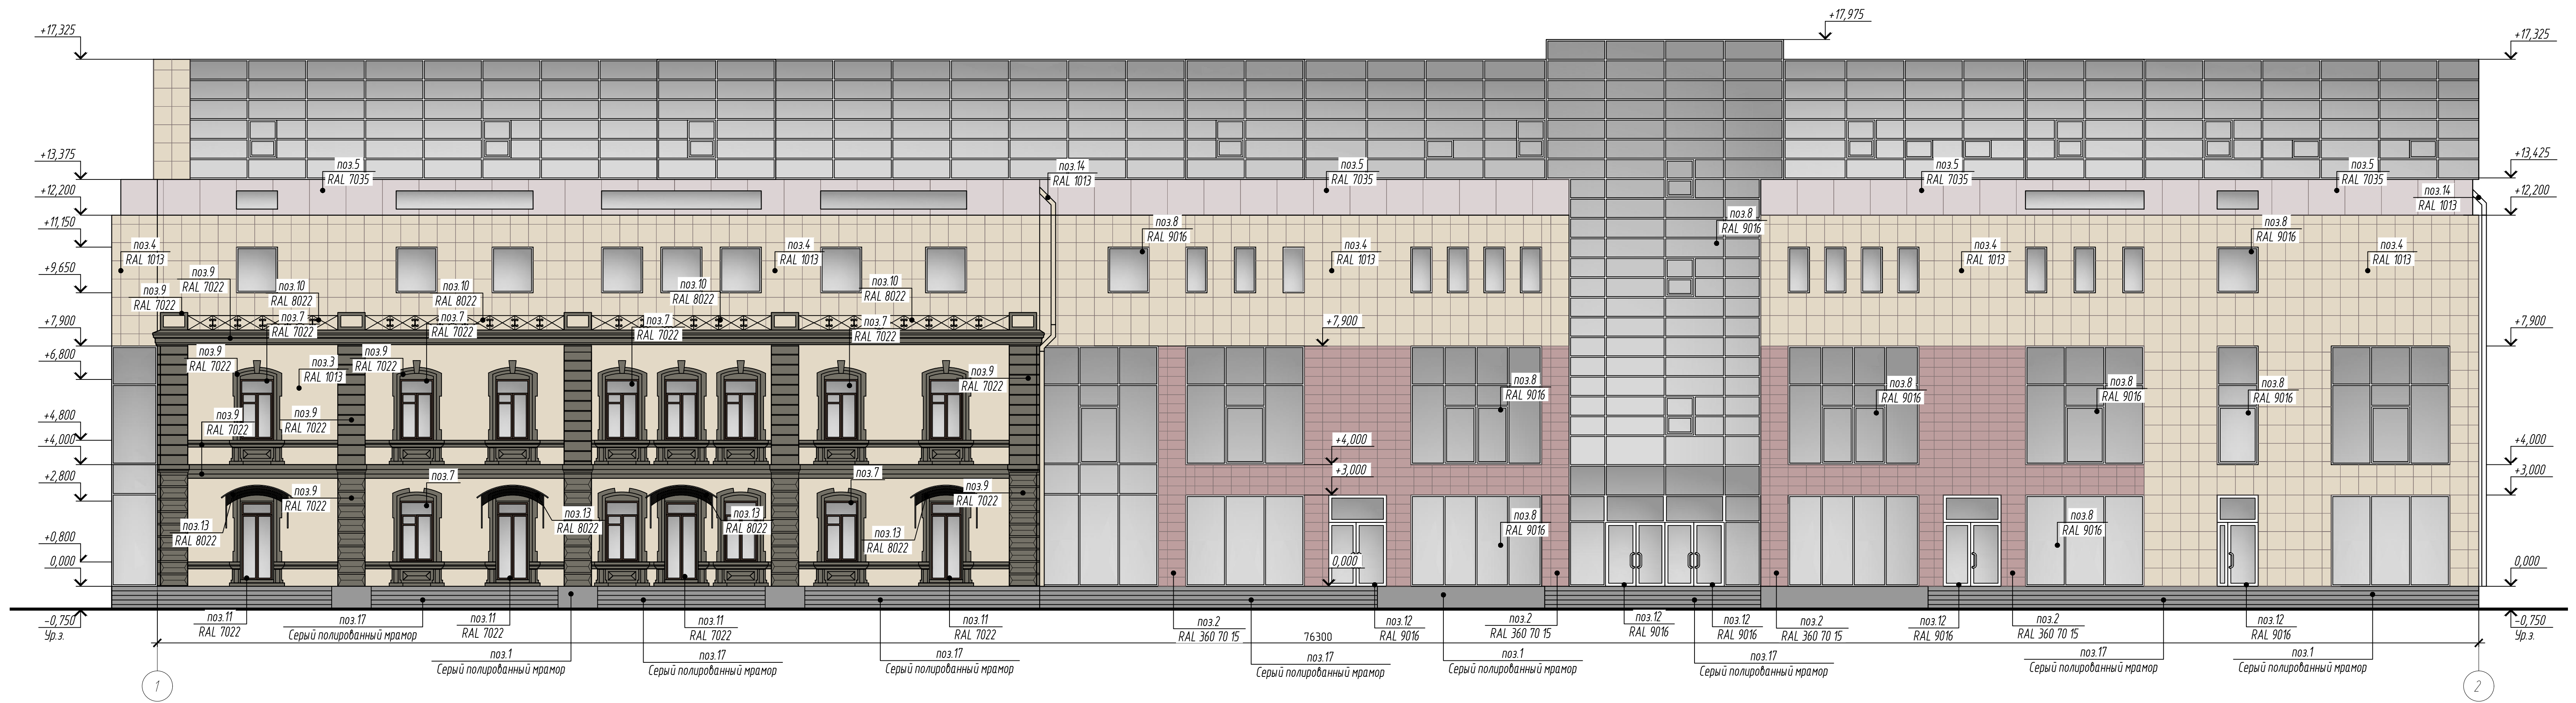 +17,975
+17,325
+17,325
+13,375
поз.5
RAL 7035
поз.14
RAL 1013
поз.5
RAL 7035
поз.5
RAL 7035
поз.5
RAL 7035
+13,425
+12,200
поз.14
RAL 1013
+12,200
+11,150
поз.8
RAL 9016
поз.8
RAL 9016
поз.8
RAL 9016
поз.4
RAL 1013
поз.4
RAL 1013
поз.4
RAL 1013
поз.4
RAL 1013
поз.4
RAL 1013
+9,650
поз.9
RAL 7022
поз.10
RAL 8022
поз.10
RAL 8022
поз.10
RAL 8022
поз.10
RAL 8022
поз.9
RAL 7022
поз.7
RAL 7022
поз.7
RAL 7022
поз.7
RAL 7022
поз.7
RAL 7022
+7,900
+7,900
+7,900
+6,800
поз.9
RAL 7022
поз.3
RAL 1013
поз.9
RAL 7022
поз.9
RAL 7022
поз.8
RAL 9016
поз.8
RAL 9016
поз.8
RAL 9016
поз.8
RAL 9016
+4,800
поз.9
RAL 7022
поз.9
RAL 7022
+4,000
+4,000
+4,000
+2,800
поз.7
поз.7
+3,000
+3,000
поз.9
RAL 7022
поз.9
RAL 7022
поз.13
RAL 8022
поз.13
RAL 8022
поз.13
RAL 8022
поз.13
RAL 8022
поз.8
RAL 9016
поз.8
RAL 9016
+0,800
0,000
0,000
0,000
-0,750
Ур.з.
поз.11
RAL 7022
поз.17
Серый полированный мрамор
поз.11
RAL 7022
поз.11
RAL 7022
поз.11
RAL 7022
поз.2
RAL 360 70 15
76300
поз.12
RAL 9016
поз.2
RAL 360 70 15
поз.12
RAL 9016
поз.12
RAL 9016
поз.2
RAL 360 70 15
поз.12
RAL 9016
поз.2
RAL 360 70 15
поз.12
RAL 9016
-0,750
Ур.з.
поз.1
Серый полированный мрамор
поз.17
Серый полированный мрамор
поз.17
Серый полированный мрамор
поз.17
Серый полированный мрамор
поз.1
Серый полированный мрамор
поз.17
Серый полированный мрамор
поз.17
Серый полированный мрамор
поз.1
Серый полированный мрамор
1
2